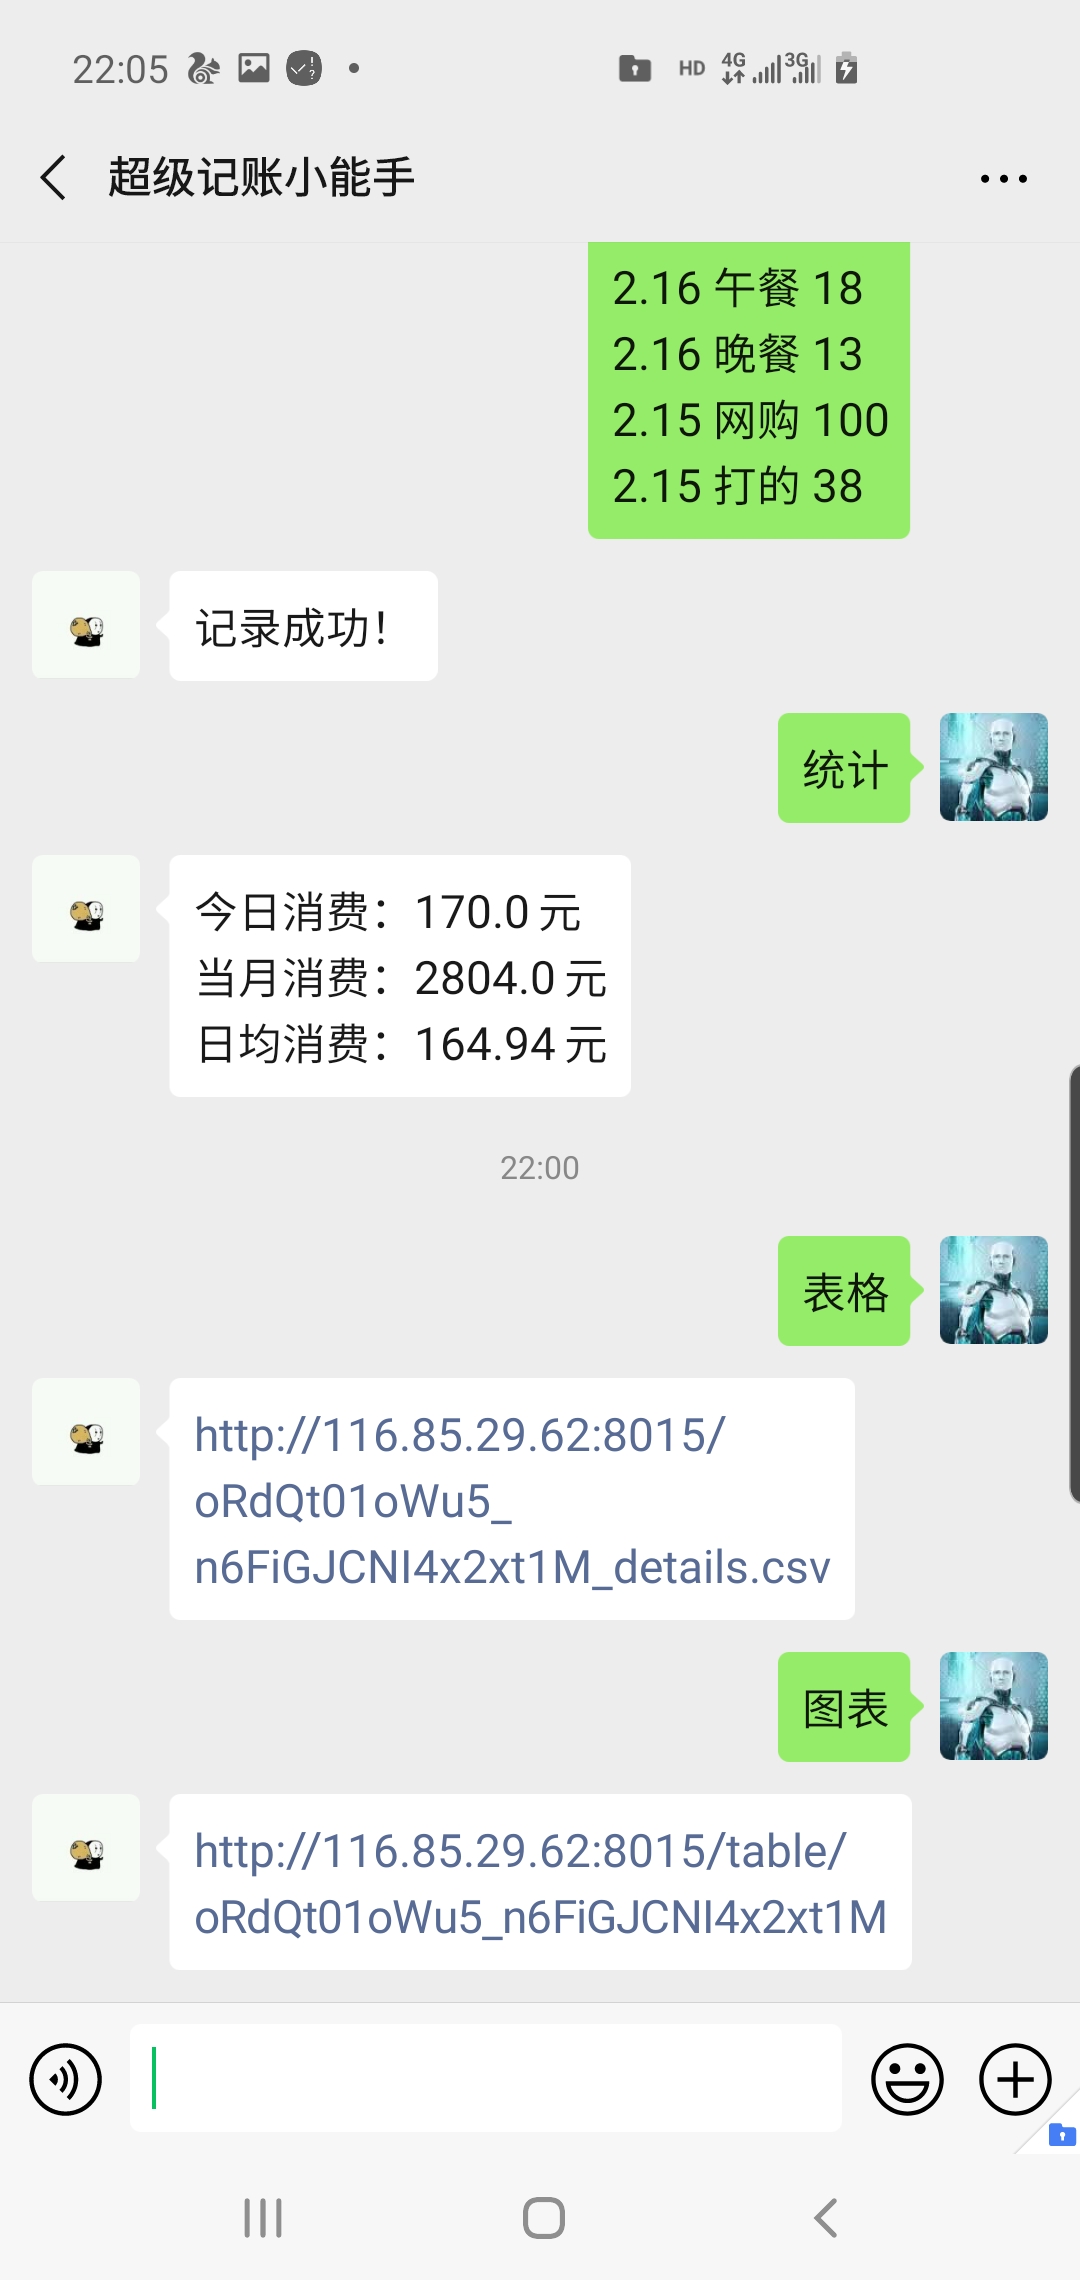 22:05
HD 4G 3G
超级记账小能手
2.16 午餐 18
2.16 晚餐 13
2.15 网购 100
2.15 打的 38
记录成功！
统计
今日消费：170.0 元
当月消费：2804.0 元
日均消费：164.94 元
22:00
表格
http://116.85.29.62:8015/
oRdQt01oWu5_
n6FiGJCNI4x2xt1M_details.csv
图表
http://116.85.29.62:8015/table/
oRdQt01oWu5_n6FiGJCNI4x2xt1M